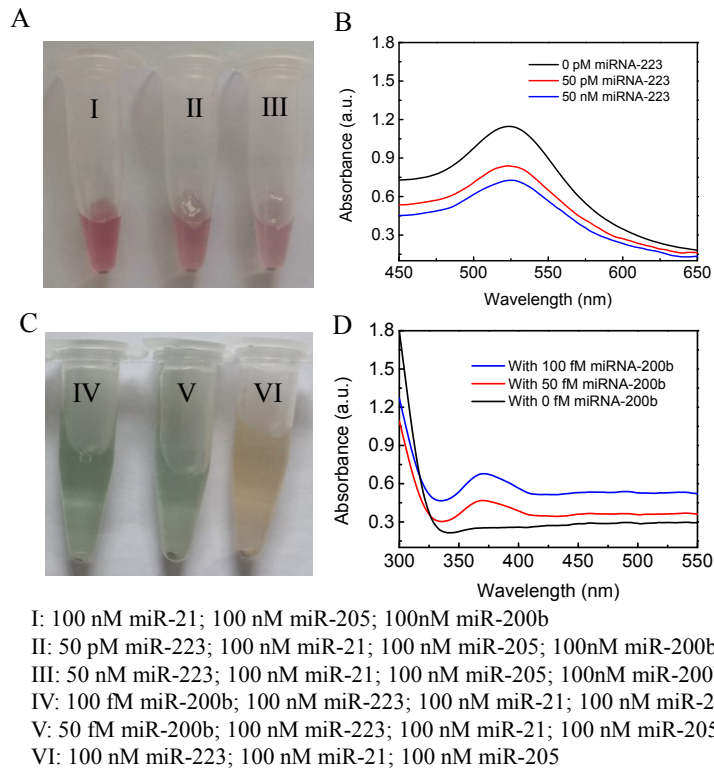 A
I
II
III
B
1.8
1.5
1.2
0.9
0.6
0.3
Absorbance (a.u.)
0 pM miRNA-223
50 pM miRNA-223
50 nM miRNA-223
450 500 550 600 650
Wavelength (nm)
C
IV
V
VI
D
1.8
1.5
1.2
0.9
0.6
0.3
Absorbance (a.u.)
With 100 fM miRNA-200b
With 50 fM miRNA-200b
With 0 fM miRNA-200b
300 350 400 450 500 550
Wavelength (nm)
I: 100 nM miR-21; 100 nM miR-205; 100nM miR-200b
II: 50 pM miR-223; 100 nM miR-21; 100 nM miR-205; 100nM miR-200b
III: 50 nM miR-223; 100 nM miR-21; 100 nM miR-205; 100nM miR-200
IV: 100 fM miR-200b; 100 nM miR-223; 100 nM miR-21; 100 nM miR-2
V: 50 fM miR-200b; 100 nM miR-223; 100 nM miR-21; 100 nM miR-205
VI: 100 nM miR-223; 100 nM miR-21; 100 nM miR-205